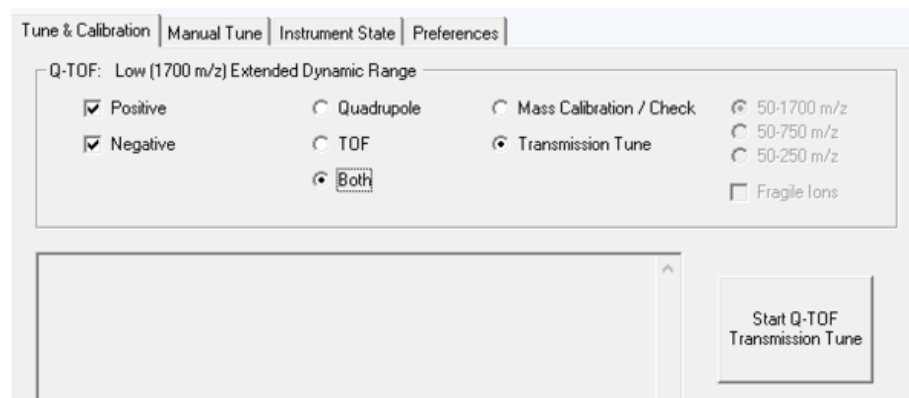 Tune & Calibration Manual Tune Instrument State Preferences
Q-TOF: Low (1700 m/z) Extended Dynamic Range
Positive Quadrupole Mass Calibration / Check 50-1700 m/z
Negative TOF Transmission Tune 50-750 m/z
Both 50-250 m/z
Fragile Ions
Start Q-TOF
Transmission Tune